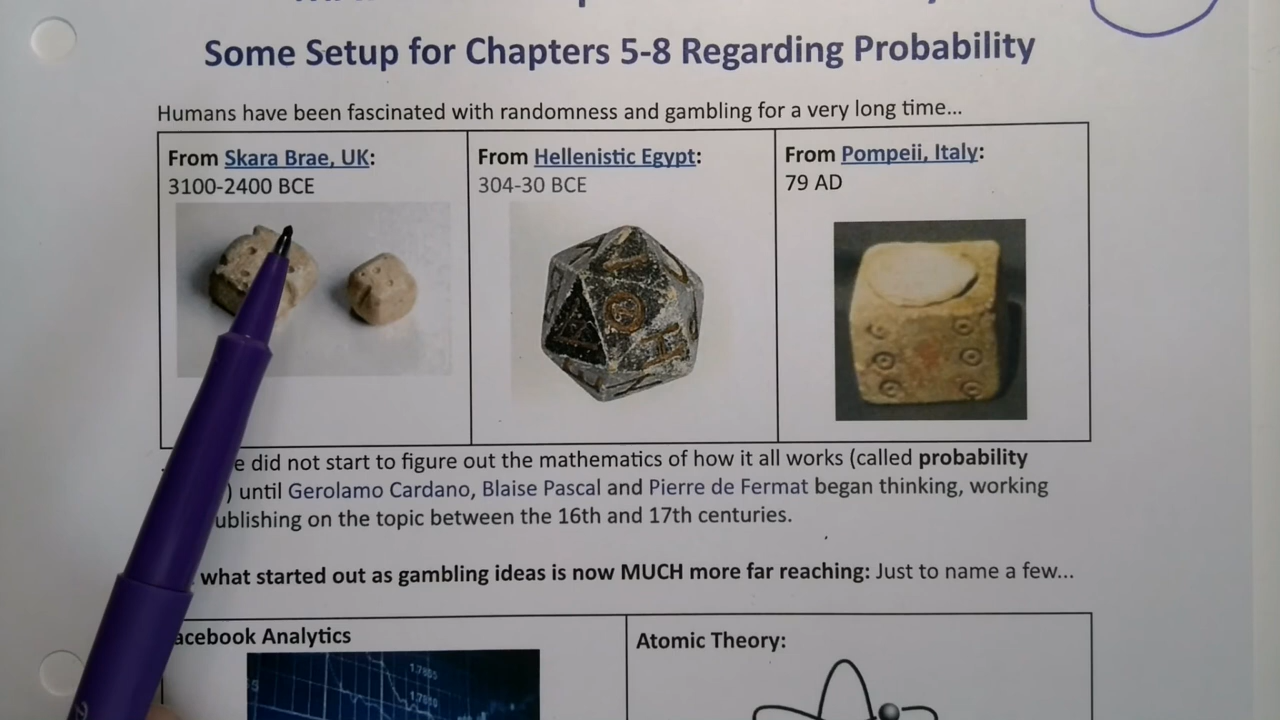 Some Setup for Chapters 5-8 Regarding Probability
Humans have been fascinated with randomness and gambling for a very long time...
From Skara Brae, UK:
3100-2400 BCE
From Hellenistic Egypt:
304-30 BCE
From Pompeii, Italy:
79 AD
did not start to figure out the mathematics of how it all works (called probability
) until Gerolamo Cardano, Blaise Pascal and Pierre de Fermat began thinking, working
on the topic between the 16th and 17th centuries.
what started out as gambling ideas is now MUCH more far reaching: Just to name a few...
acebook Analytics
Atomic Theory: